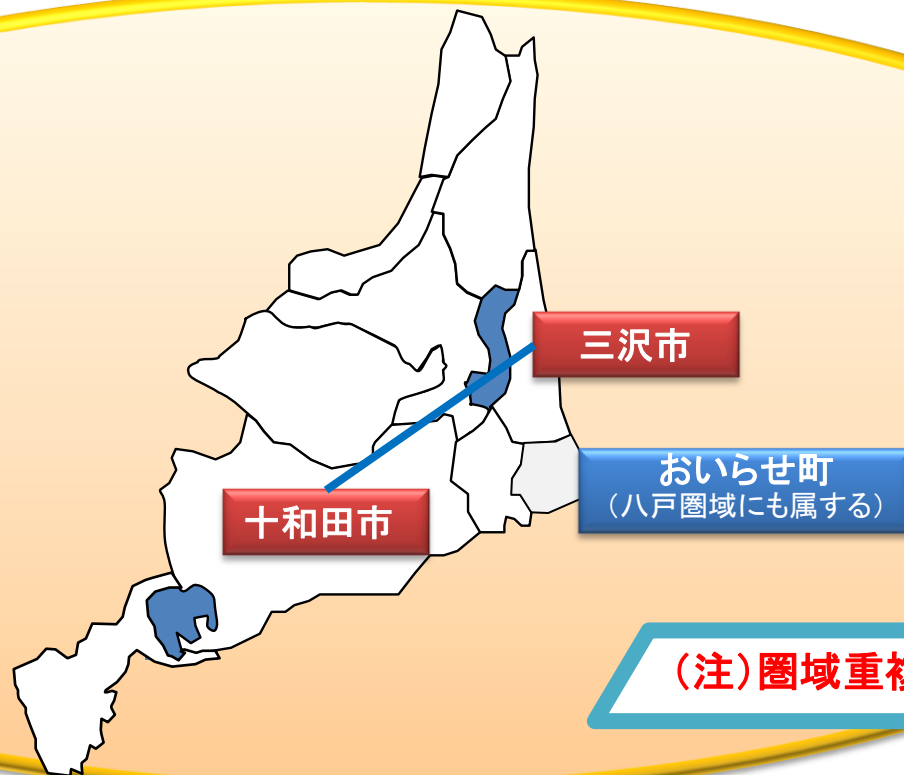 三沢市
おいらせ町
（八戸圏域にも属する）
十和田市
（注）圏域重複